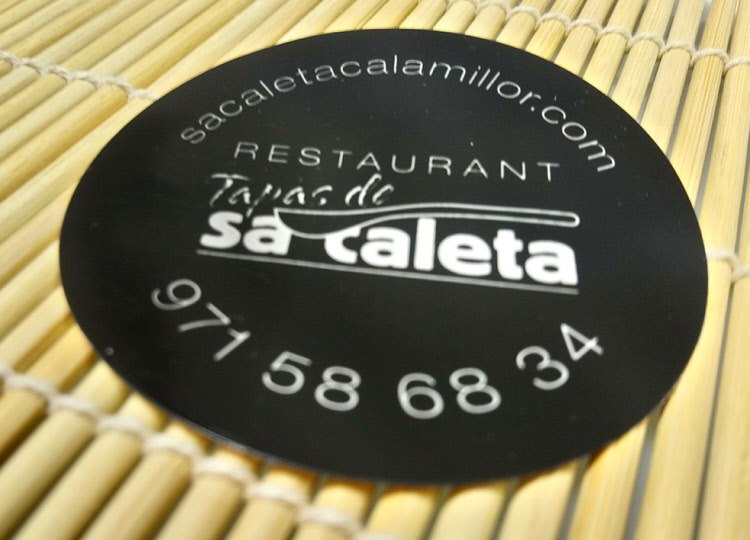 sacaletacalamillor.com
RESTAURANT
Tapas de
sa caleta
971 58 68 34